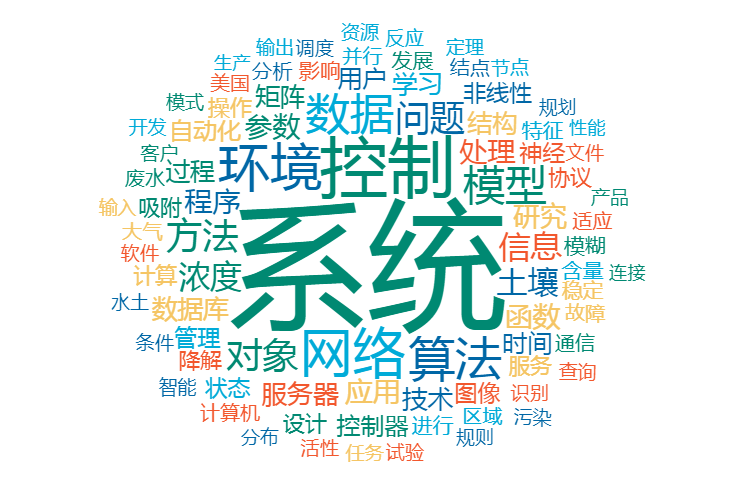 资源 反应
输出 调度 并行 发展 定理
生产 分析 影响 用户 学习 结点 节点
美国 矩阵 非线性
模式 操作 数据 问题 结构 规划
开发 自动化 参数 特征 性能
客户 过程 环境 控制 处理 神经 文件
废水 模型 协议
输入 吸附 程序 系统 研究 产品
大气 方法 信息 适应
软件 模糊
计算 浓度 土壤 含量 连接
水土 数据库 函数 稳定 故障
条件 管理 对象 网络 算法 时间 通信
降解 服务 查询
智能 状态 服务器 应用 技术 图像 识别
计算机 设计 控制器 进行 区域 污染
分布 活性 任务 试验 规则